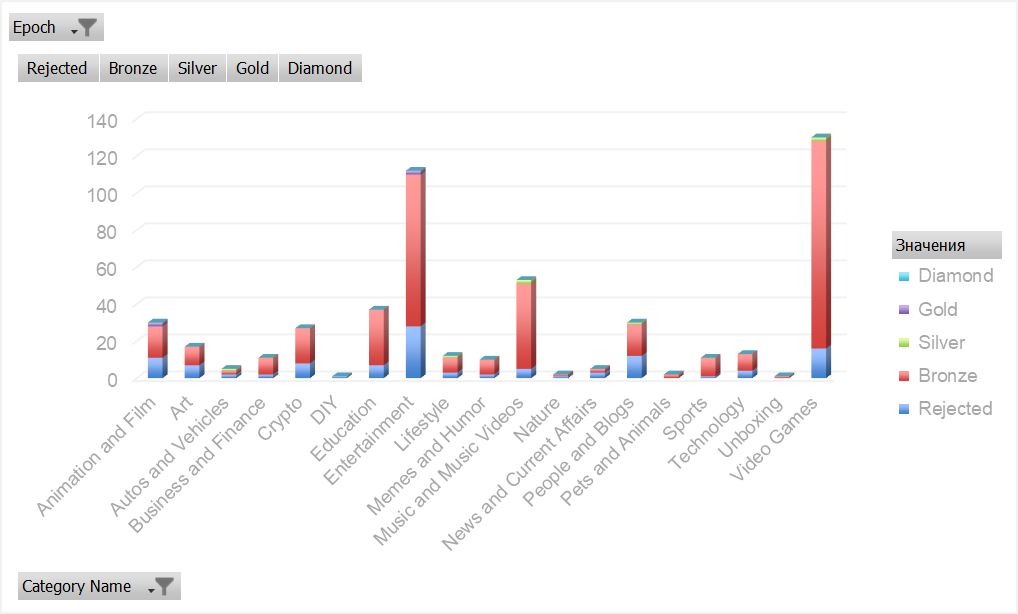 Epoch
Rejected Bronze Silver Gold Diamond
140
120
100
80
60
40
20
0
Значения
Diamond
Gold
Silver
Bronze
Rejected
Animation and Film
Art
Autos and Vehicles
Business and Finance
Crypto
DIY
Education
Entertainment
Lifestyle
Memes and Humor
Music and Music Videos
Nature
News and Current Affairs
People and Blogs
Pets and Animals
Sports
Technology
Unboxing
Video Games
Category Name